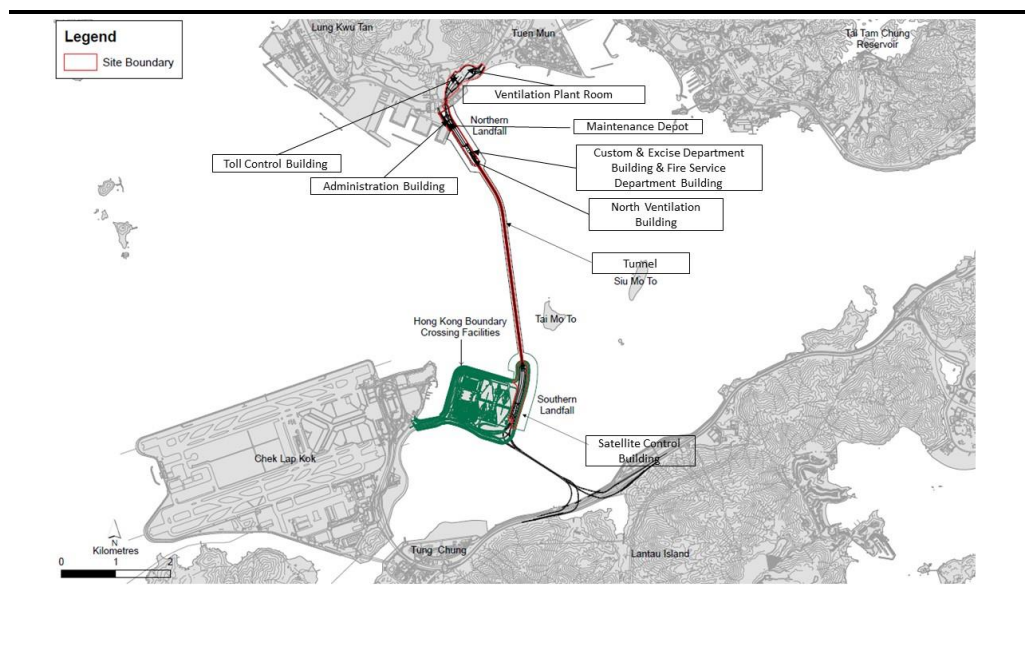 Legend
Site Boundary
Lung Kwu Tan
Tuen Mun
Tai Tam Chung
Reservoir
Ventilation Plant Room
Northern
Landfall
Maintenance Depot
Toll Control Building
Custom & Excise Department
Building & Fire Service
Department Building
Administration Building
North Ventilation
Building
Tunnel
Siu Mo To
Tai Mo To
Hong Kong Boundary
Crossing Facilities
Southern
Landfall
Satellite Control
Building
Chek Lap Kok
N
Kilometres
0 1 2
Tung Chung
Lantau Island